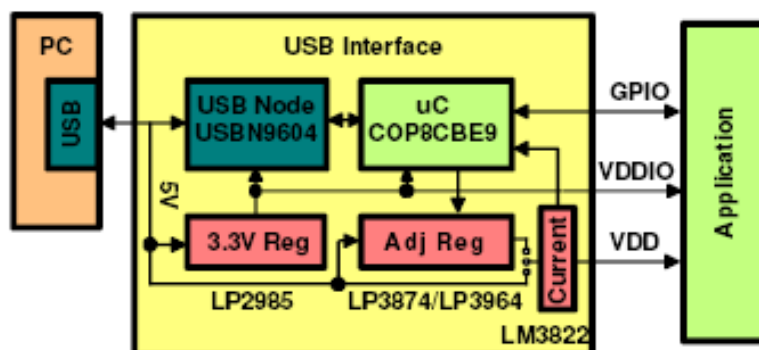 PC
USB Interface
USB
USB Node
USBN9604
uC
COP8CBE9
GPIO
VDDIO
5V
3.3V Reg
Adj Reg
Current
VDD
LP2985
LP3874/LP3964
LM3822
Application